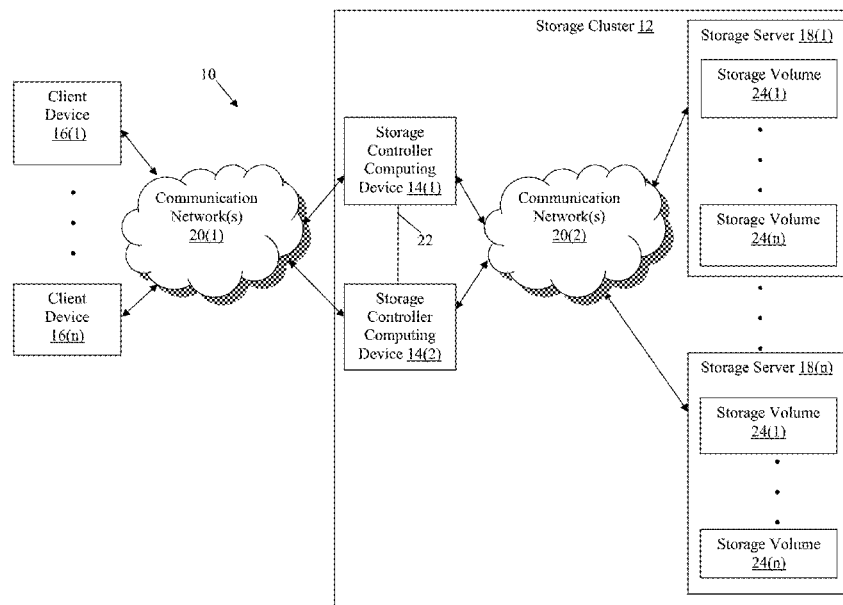 Storage Cluster 12
Storage Server 18(1)
Storage Volume
24(1)
Storage Volume
24(n)
10
Client
Device
16(1)
Client
Device
16(n)
Communication
Network(s)
20(1)
Storage
Controller
Computing
Device 14(1)
22
Storage
Controller
Computing
Device 14(2)
Communication
Network(s)
20(2)
Storage Server 18(n)
Storage Volume
24(1)
Storage Volume
24(n)